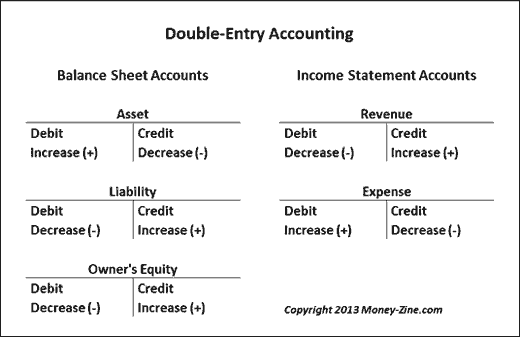 Double-Entry Accounting
Balance Sheet Accounts
Asset
Debit Credit
Increase (+) Decrease (-)
Liability
Debit Credit
Decrease (-) Increase (+)
Owner's Equity
Debit Credit
Decrease (-) Increase (+)
Income Statement Accounts
Revenue
Debit Credit
Decrease (-) Increase (+)
Expense
Debit Credit
Increase (+) Decrease (-)
Copyright 2013 Money-Zine.com